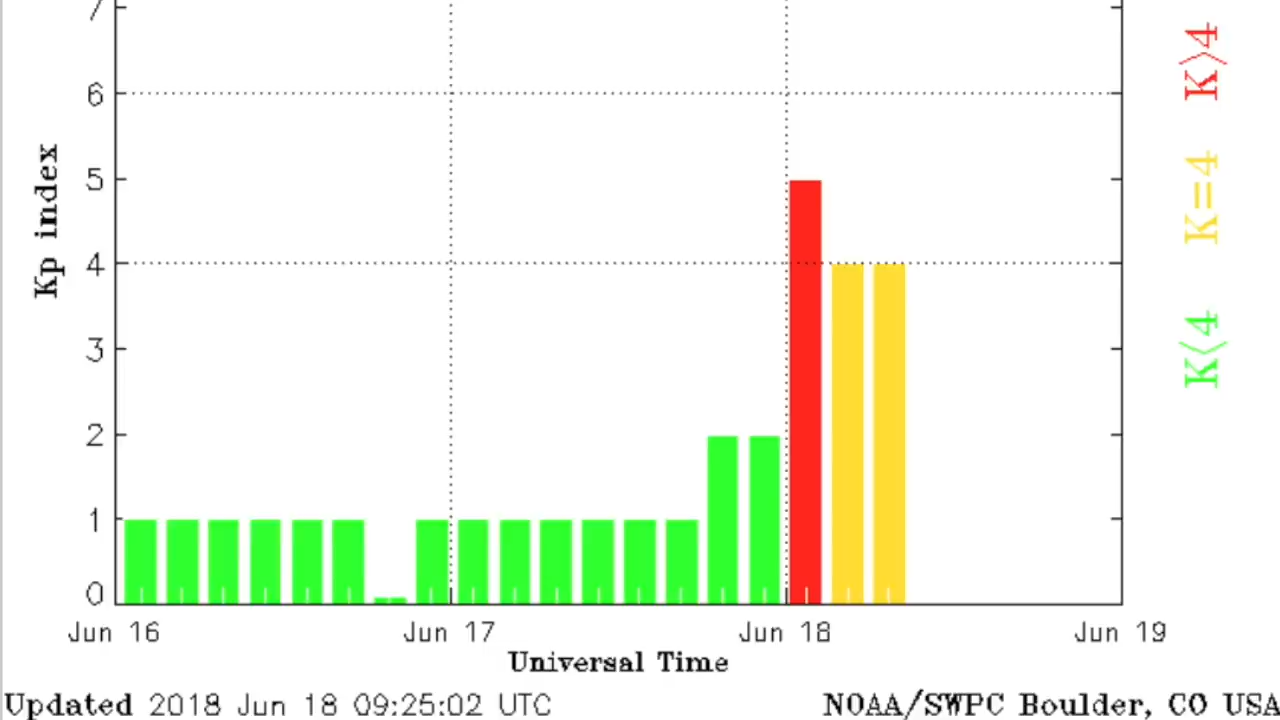 7
6
5
4
3
2
1
0
Kp index
Jun 16 Jun 17 Jun 18 Jun 19
Universal Time
Updated 2018 Jun 18 09:25:02 UTC
NOAA/SWPC Boulder, CO USA
K>4
K=4
K<4